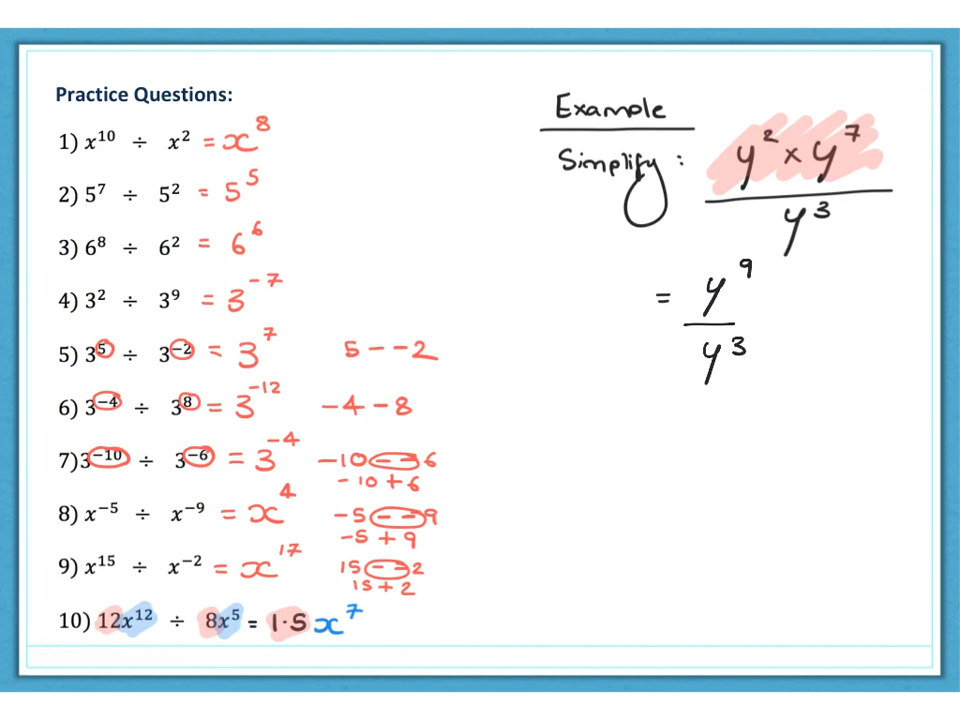 Practice Questions:
1) x¹⁰ ÷ x² = x⁸
2) 5⁷ ÷ 5² = 5⁵
3) 6⁸ ÷ 6² = 6⁶
4) 3² ÷ 3⁹ = 3⁻⁷
5) 3⁵ ÷ 3⁻² = 3⁷ 5 - - 2
6) 3⁻⁴ ÷ 3⁸ = 3⁻¹² -4 - 8
7) 3⁻¹⁰ ÷ 3⁻⁶ = 3⁻⁴ -10 - - 6
-10 + 6
8) x⁻⁵ ÷ x⁻⁹ = x⁴ -5 - - 9
-5 + 9
9) x¹⁵ ÷ x⁻² = x¹⁷ 15 - - 2
15 + 2
10) 12x¹² ÷ 8x⁵ = 1·5 x⁷
Example
Simplify : y² × y⁷
y³
= y⁹
y³